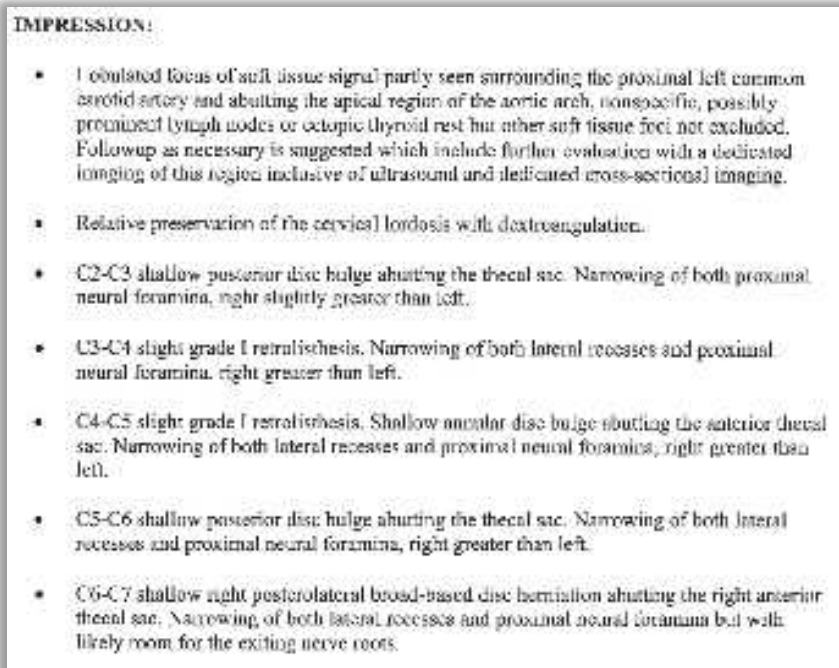 IMPRESSION:
• Lobulated focus of soft tissue signal partly seen surrounding the proximal left common
carotid artery and abutting the apical region of the aortic arch, nonspecific, possibly
prominent lymph nodes or ectopic thyroid rest but other soft tissue foci not excluded.
Followup as necessary is suggested which include further evaluation with a dedicated
imaging of this region inclusive of ultrasound and dedicated cross-sectional imaging.
• Relative preservation of the cervical lordosis with dextroangulation.
• C2-C3 shallow posterior disc bulge abutting the thecal sac. Narrowing of both proximal
neural foramina, right slightly greater than left.
• C3-C4 slight grade I retrolisthesis. Narrowing of both lateral recesses and proximal
neural foramina, right greater than left.
• C4-C5 slight grade I retrolisthesis. Shallow annular disc bulge abutting the anterior thecal
sac. Narrowing of both lateral recesses and proximal neural foramina, right greater than
left.
• C5-C6 shallow posterior disc bulge abutting the thecal sac. Narrowing of both lateral
recesses and proximal neural foramina, right greater than left.
• C6-C7 shallow right posterolateral broad-based disc herniation abutting the right anterior
thecal sac. Narrowing of both lateral recesses and proximal neural foramina but with
likely room for the exiting nerve roots.